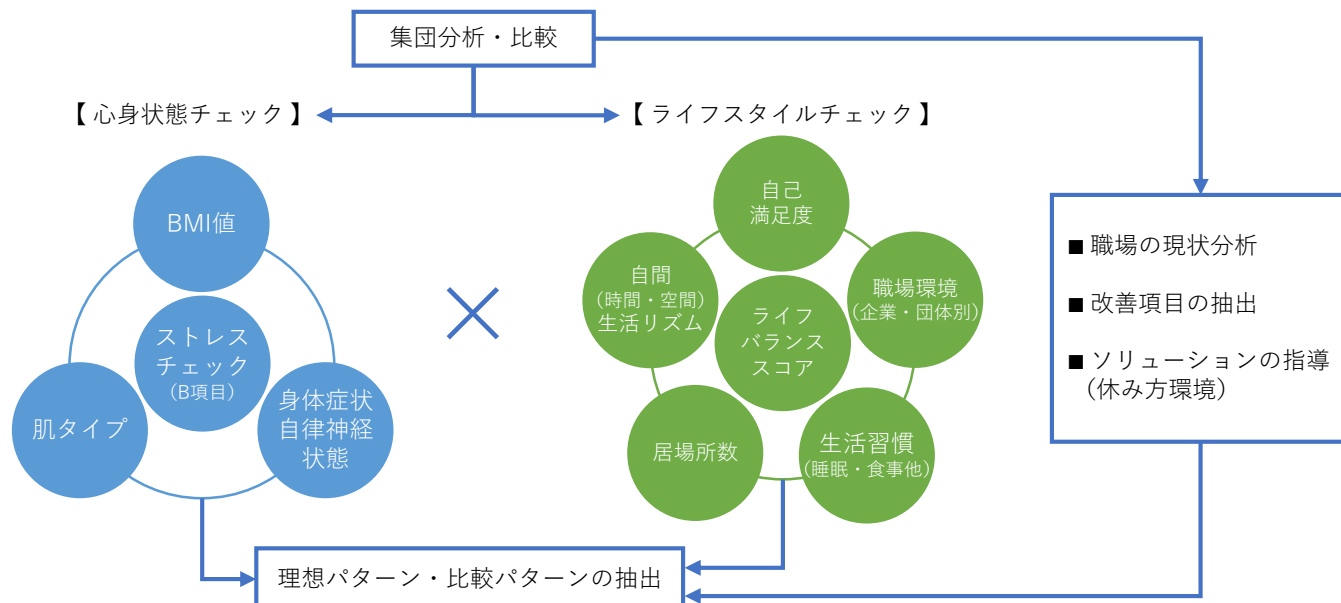 集団分析・比較
【 心身状態チェック 】
【 ライフスタイルチェック 】
BMI値
ストレス
チェック
(B項目)
肌タイプ
身体症状
自律神経
状態
自己
満足度
自間
(時間・空間)
生活リズム
職場環境
(企業・団体別)
ライフ
バランス
スコア
居場所数
生活習慣
(睡眠・食事他)
■ 職場の現状分析
■ 改善項目の抽出
■ ソリューションの指導
(休み方環境)
理想パターン・比較パターンの抽出